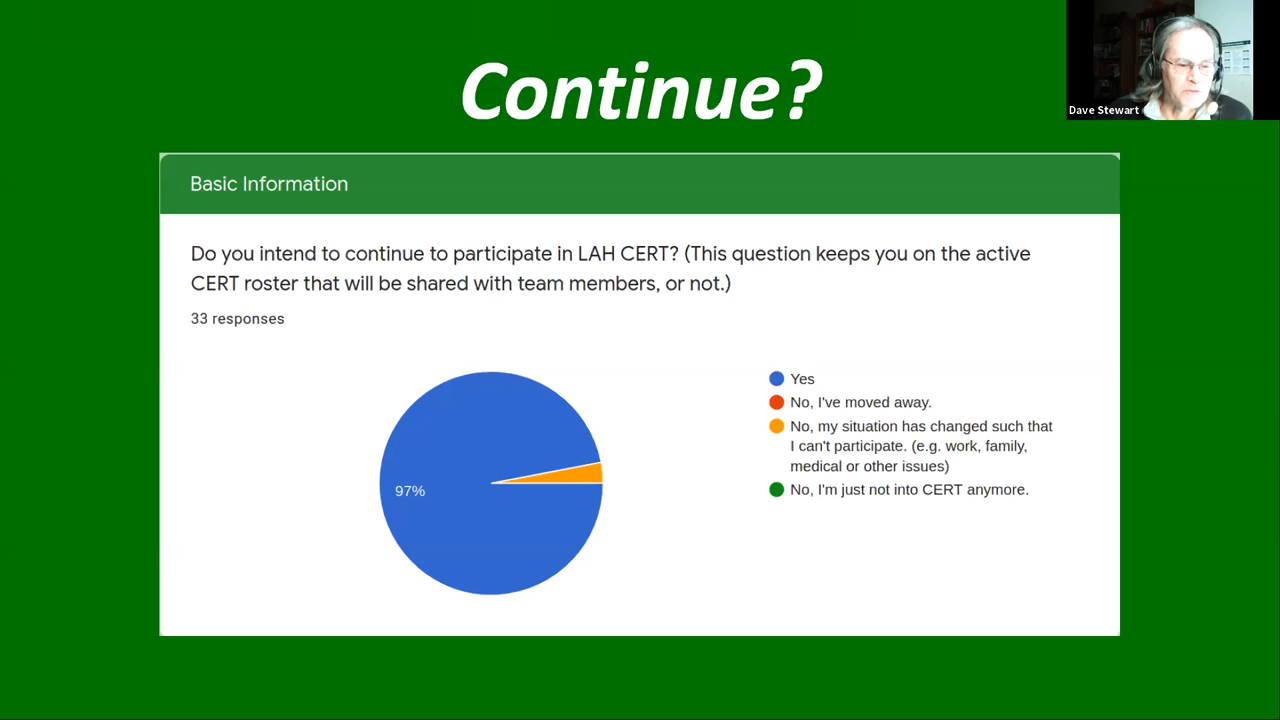 Continue?
Dave Stewart
Basic Information
Do you intend to continue to participate in LAH CERT? (This question keeps you on the active
CERT roster that will be shared with team members, or not.)
33 responses
97%
Yes
No, I've moved away.
No, my situation has changed such that
I can't participate. (e.g. work, family,
medical or other issues)
No, I'm just not into CERT anymore.